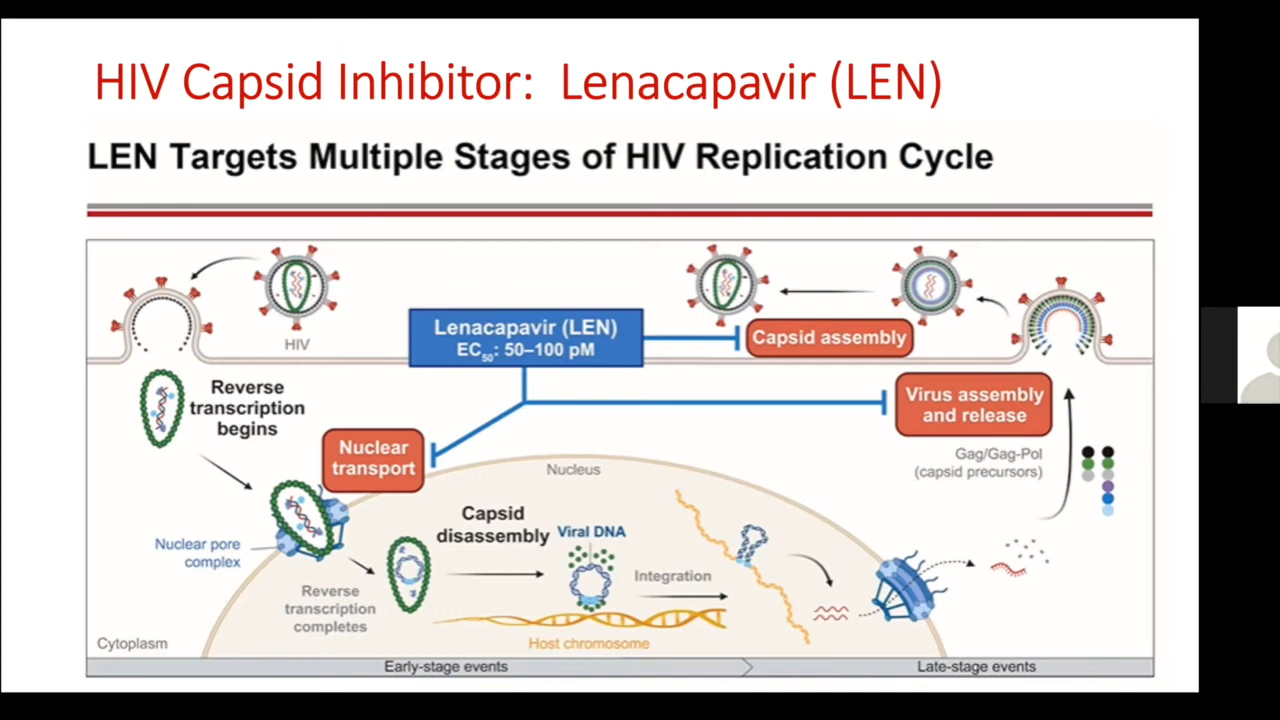 HIV Capsid Inhibitor: Lenacapavir (LEN)
LEN Targets Multiple Stages of HIV Replication Cycle
HIV
Lenacapavir (LEN)
EC50: 50–100 pM
Capsid assembly
Reverse
transcription
begins
Virus assembly
and release
Nuclear
transport
Nucleus
Gag/Gag-Pol
(capsid precursors)
Capsid
disassembly
Viral DNA
Nuclear pore
complex
Integration
Reverse
transcription
completes
Cytoplasm
Host chromosome
Early-stage events
Late-stage events